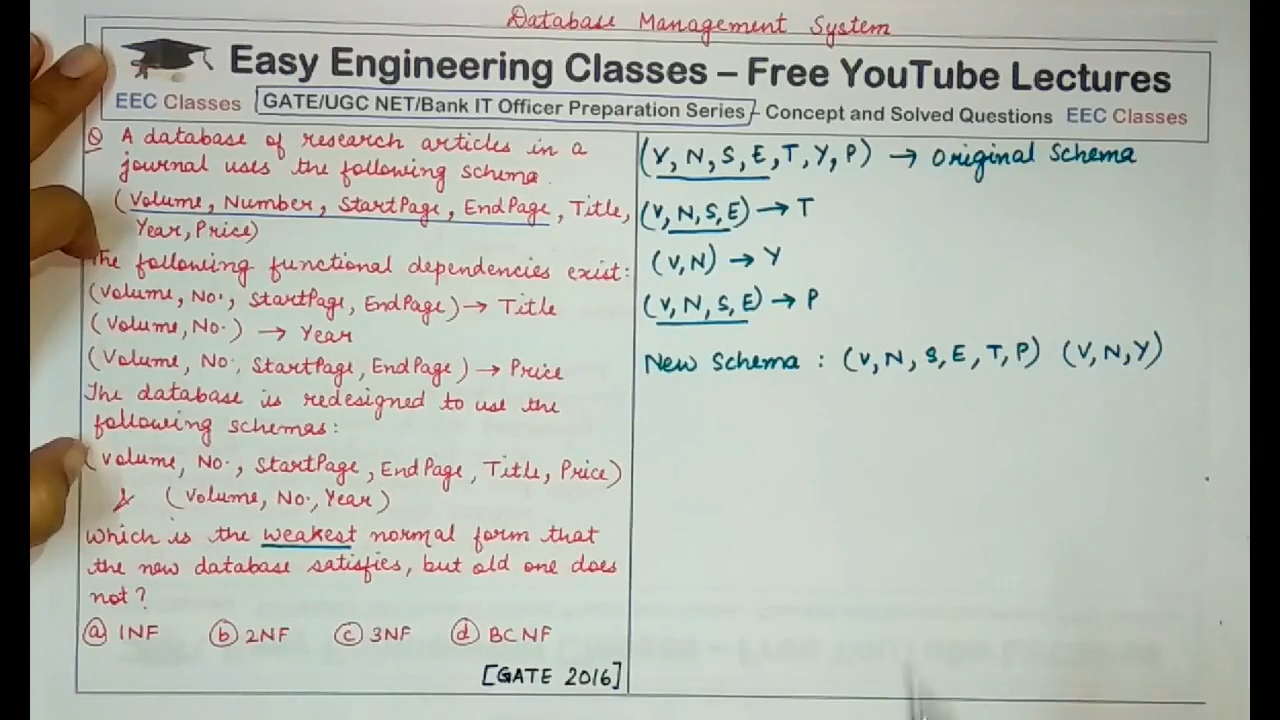 Database Management System
Easy Engineering Classes – Free YouTube Lectures
EEC Classes GATE/UGC NET/Bank IT Officer Preparation Series – Concept and Solved Questions EEC Classes
Q A database of research articles in a
journal uses the following schema.
(Volume, Number, StartPage, EndPage, Title,
Year, Price)
The following functional dependencies exist:
(Volume, No., StartPage, EndPage) → Title
(Volume, No.) → Year
(Volume, No., StartPage, EndPage) → Price
The database is redesigned to use the
following schemas:
(Volume, No., StartPage, EndPage, Title, Price)
& (Volume, No., Year)
which is the weakest normal form that
the new database satisfies, but old one does
not?
(a) 1NF (b) 2NF (c) 3NF (d) BCNF
[GATE 2016]
(V, N, S, E, T, Y, P) → Original Schema
(V, N, S, E) → T
(V, N) → Y
(V, N, S, E) → P
New Schema : (V, N, S, E, T, P) (V, N, Y)